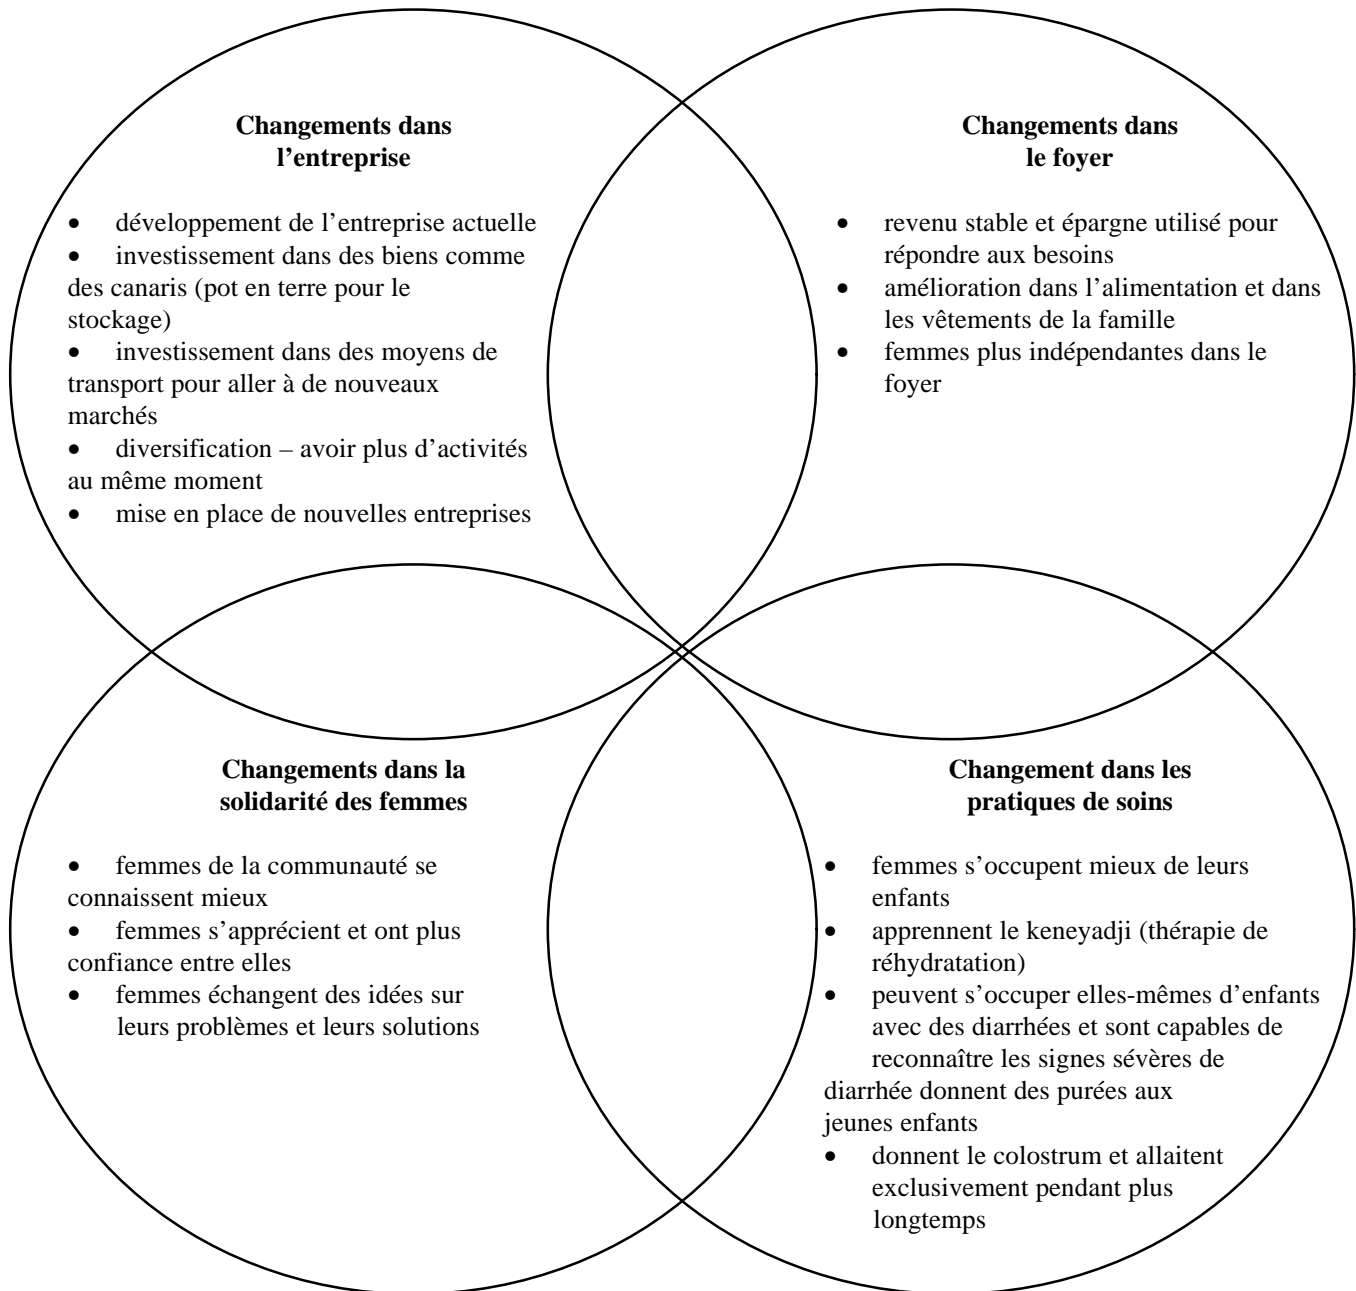 Changements dans
l’entreprise
• développement de l’entreprise actuelle
• investissement dans des biens comme
des canaris (pot en terre pour le
stockage)
• investissement dans des moyens de
transport pour aller à de nouveaux
marchés
• diversification – avoir plus d’activités
au même moment
• mise en place de nouvelles entreprises
Changements dans
le foyer
• revenu stable et épargne utilisé pour
répondre aux besoins
• amélioration dans l’alimentation et dans
les vêtements de la famille
• femmes plus indépendantes dans le
foyer
Changements dans la
solidarité des femmes
• femmes de la communauté se
connaissent mieux
• femmes s’apprécient et ont plus
confiance entre elles
• femmes échangent des idées sur
leurs problèmes et leurs solutions
Changement dans les
pratiques de soins
• femmes s’occupent mieux de leurs
enfants
• apprennent le keneyadji (thérapie de
réhydratation)
• peuvent s’occuper elles-mêmes d’enfants
avec des diarrhées et sont capables de
reconnaître les signes sévères de
diarrhée donnent des purées aux
jeunes enfants
• donnent le colostrum et allaitent
exclusivement pendant plus
longtemps